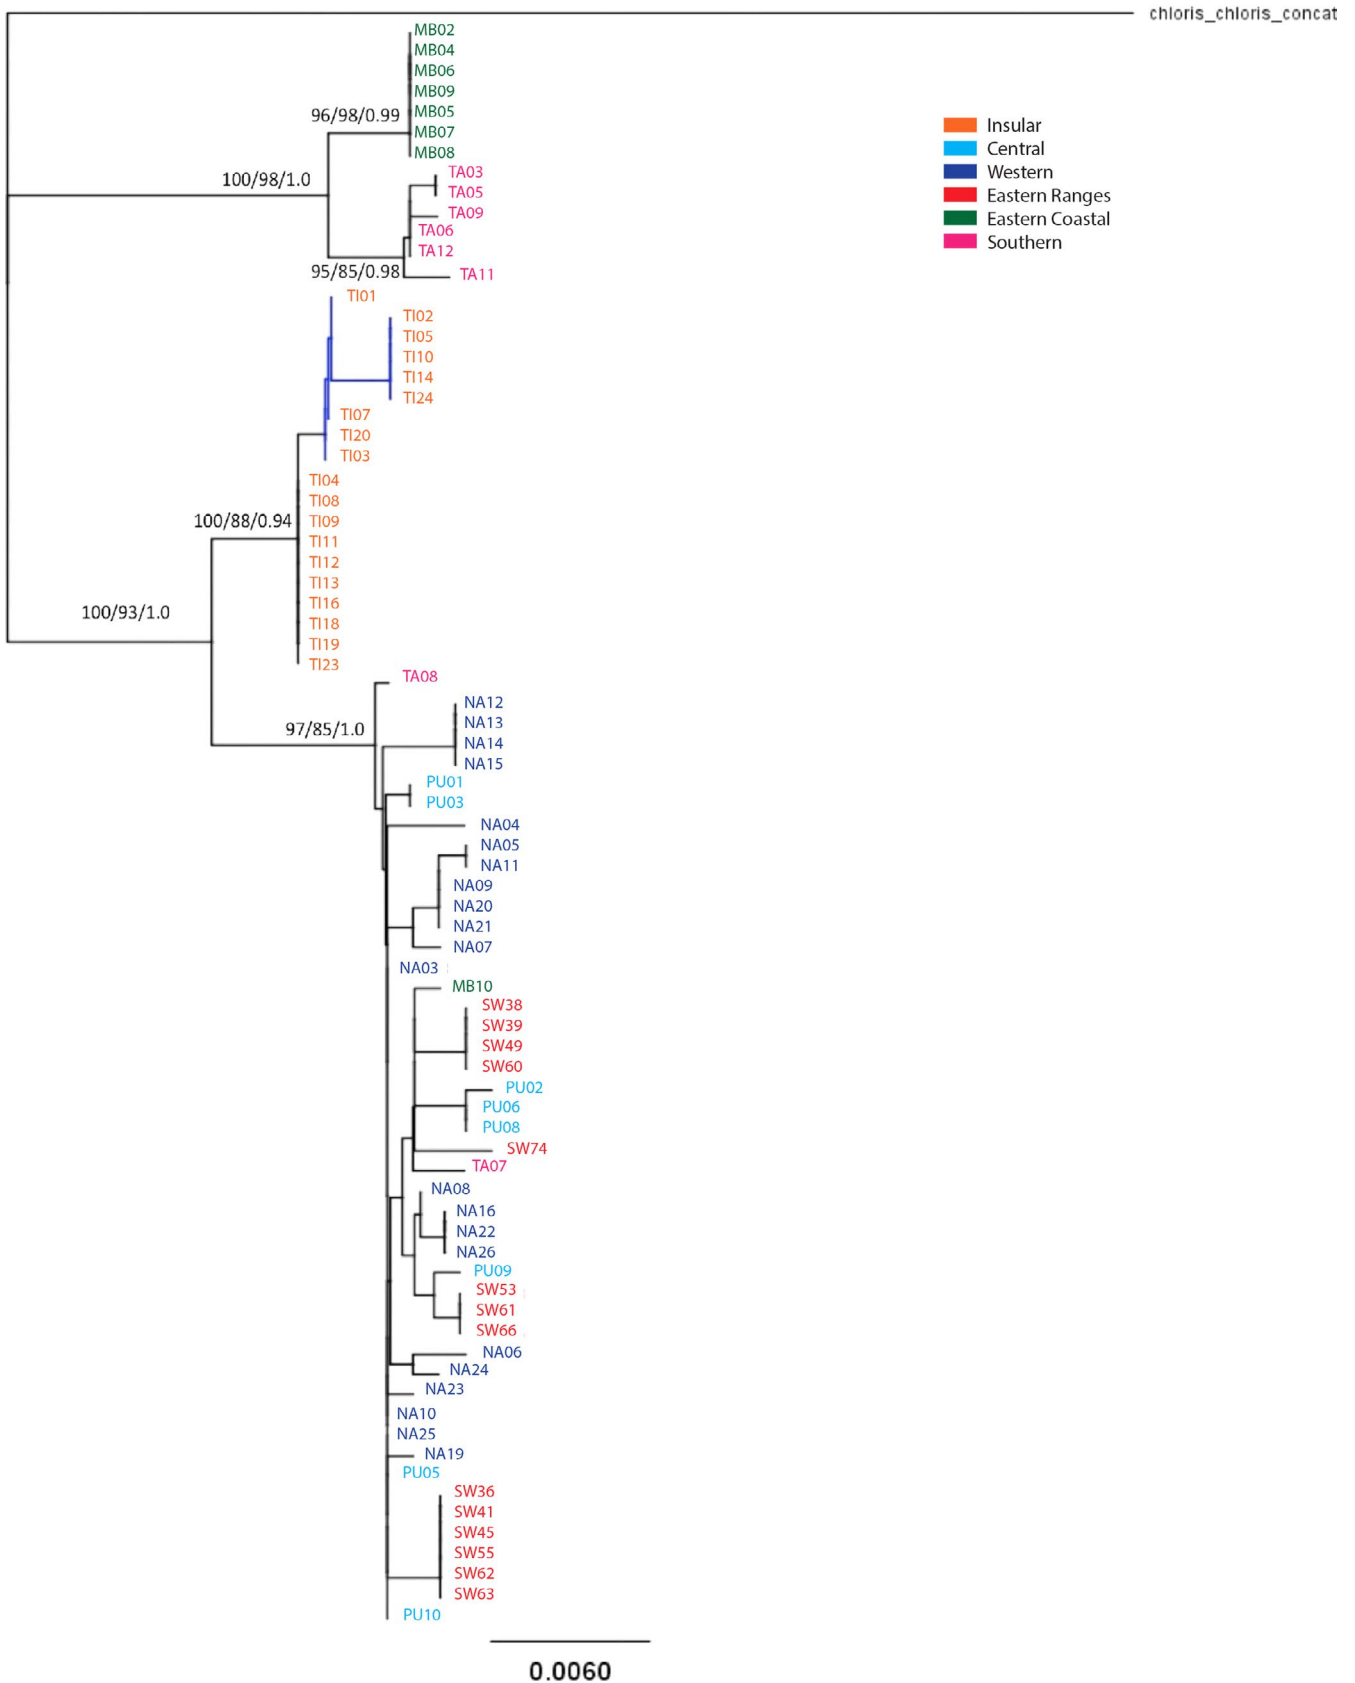 chloris_chloris_concat
MB02
MB04
MB06
MB09
MB05
96/98/0.99
MB07
MB08
TA03
100/98/1.0
TA05
TA09
TA06
TA12
95/85/0.98
TA11
Insular
Central
Western
Eastern Ranges
Eastern Coastal
Southern
TI01
TI02
TI05
TI10
TI14
TI24
TI07
TI20
TI03
TI04
TI08
100/88/0.94
TI09
TI11
TI12
TI13
TI16
100/93/1.0
TI18
TI19
TI23
TA08
NA12
NA13
97/85/1.0
NA14
NA15
PU01
PU03
NA04
NA05
NA11
NA09
NA20
NA21
NA07
NA03
MB10
SW38
SW39
SW49
SW60
PU02
PU06
PU08
SW74
TA07
NA08
NA16
NA22
NA26
PU09
SW53
SW61
SW66
NA06
NA24
NA23
NA10
NA25
NA19
PU05
SW36
SW41
SW45
SW55
SW62
SW63
PU10
0.0060